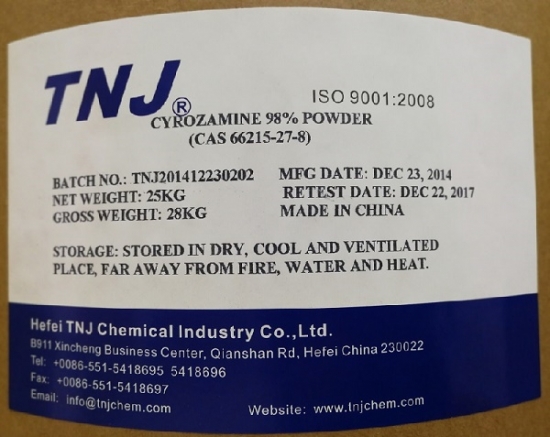 TNJ®
ISO 9001:2008
CYROZAMINE 98% POWDER
(CAS 66215-27-8)
BATCH NO.: TNJ201412230202 MFG DATE: DEC 23, 2014
NET WEIGHT: 25KG RETEST DATE: DEC 22, 2017
GROSS WEIGHT: 28KG MADE IN CHINA
STORAGE: STORED IN DRY, COOL AND VENTILATED
PLACE, FAR AWAY FROM FIRE, WATER AND HEAT.
Hefei TNJ Chemical Industry Co.,Ltd.
B911 Xincheng Business Center, Qianshan Rd, Hefei China 230022
Tel: +0086-551-5418695 5418696
Fax: +0086-551-5418697
Email: info@tnjchem.com Website: www.tnjchem.com